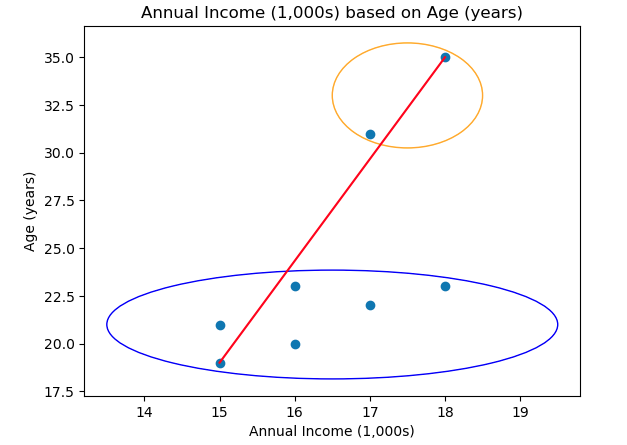 Annual Income (1,000s) based on Age (years)
35.0
32.5
30.0
27.5
25.0
22.5
20.0
17.5
Age (years)
14 15 16 17 18 19
Annual Income (1,000s)